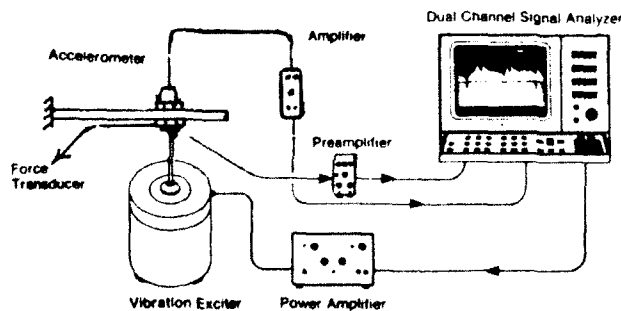 Dual Channel Signal Analyzer
Amplifier
Accelerometer
Preamplifier
Force
Transducer
Vibration Exciter
Power Amplifier